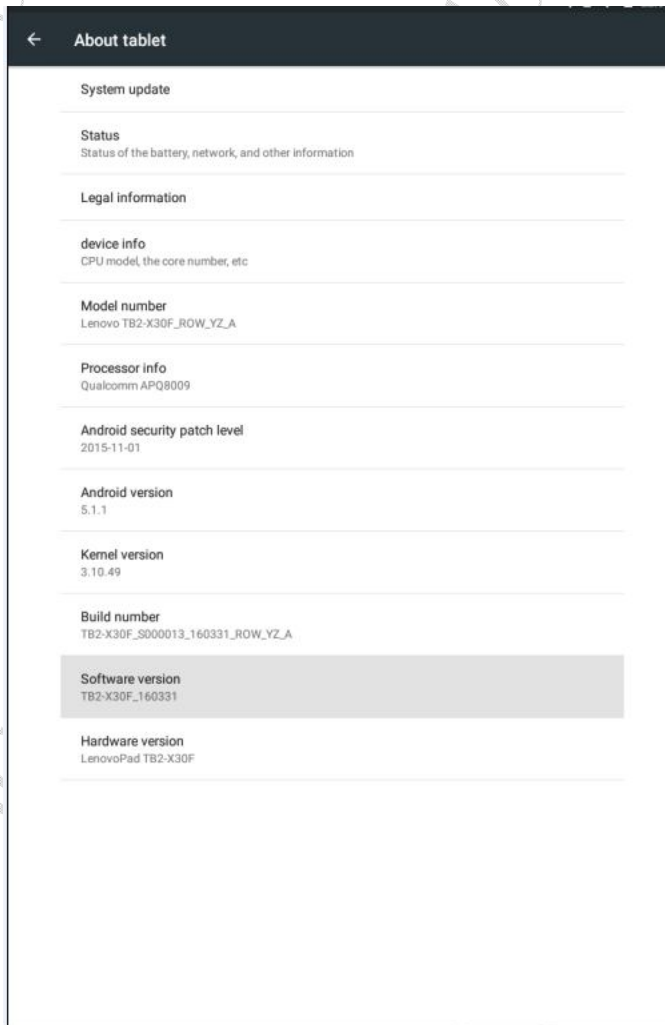 About tablet
System update
Status
Status of the battery, network, and other information
Legal information
device info
CPU model, the core number, etc
Model number
Lenovo TB2-X30F_ROW_YZ_A
Processor info
Qualcomm APQ8009
Android security patch level
2015-11-01
Android version
5.1.1
Kernel version
3.10.49
Build number
TB2-X30F_S000013_160331_ROW_YZ_A
Software version
TB2-X30F_160331
Hardware version
LenovoPad TB2-X30F